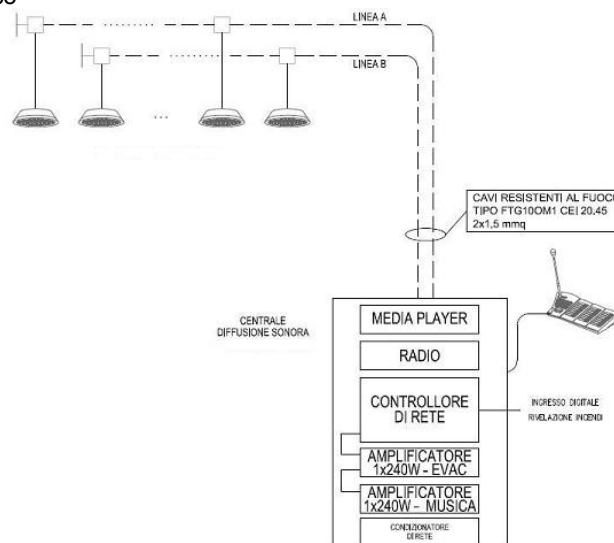 LINEA A
LINEA B
CAVI RESISTENTI AL FUOCO
TIPO FTG10OM1 CEI 20.45
2x1,5 mmq
CENTRALE
DIFFUSIONE SONORA
MEDIA PLAYER
RADIO
CONTROLLORE
DI RETE
INGRESSO DIGITALE
RIVELAZIONE INCENDI
AMPLIFICATORE
1x240W - EVAC
AMPLIFICATORE
1x240W - MUSICA
CONDIZIONATORE
DI RETE